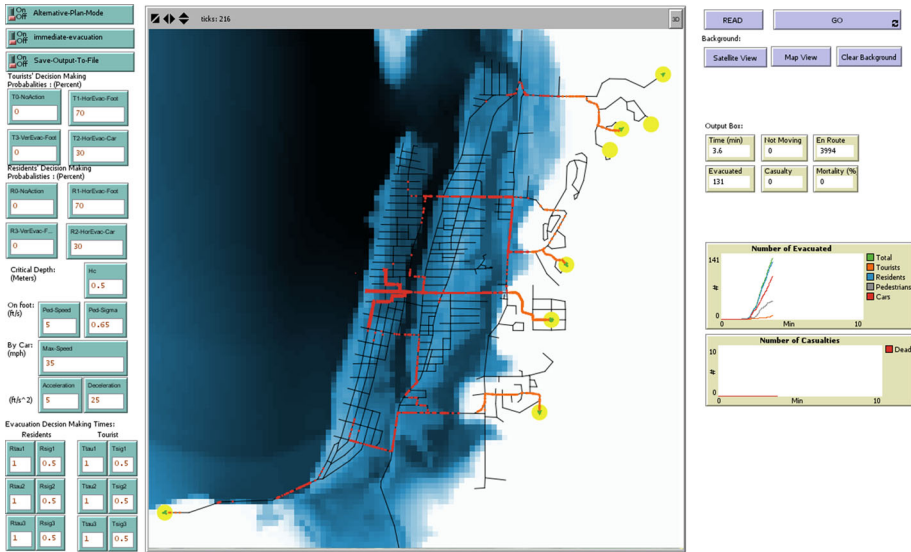 On
Off
Alternative-Plan-Mode
On
Off
immediate-evacuation
On
Off
Save-Output-To-File
Tourists' Decision Making
Probabalities : (Percent)
T0-NoAction
0
T1-HorEvac-Foot
70
T3-VerEvac-Foot
0
T2-HorEvac-Car
30
Residents' Decision Making
Probabalisties : (Percent)
R0-NoAction
0
R1-HorEvac-Foot
70
R3-VerEvac-F...
0
R2-HorEvac-Car
30
Critical Depth:
(Meters)
Hc
0.5
On foot:
(ft/s)
Ped-Speed
5
Ped-Sigma
0.65
By Car:
(mph)
Max-Speed
35
(ft/s^2)
Acceleration
5
Deceleration
25
Evacuation Decsion Making Times:
Residents
Tourist
Rtau1
1
Rsig1
0.5
Ttau1
1
Tsig1
0.5
Rtau2
1
Rsig2
0.5
Ttau2
1
Tsig2
0.5
Rtau3
1
Rsig3
0.5
Ttau3
1
Tsig3
0.5
ticks: 216
3D
READ
GO
Background:
Satellite View
Map View
Clear Background
Output Box:
Time (min)
3.6
Not Moving
0
En Route
3994
Evacuated
131
Casualty
0
Mortality (%)
0
Number of Evacuated
141
#
0
0
Min
10
Total
Tourists
Residents
Pedestrians
Cars
Number of Casualties
10
#
0
0
Min
10
Dead